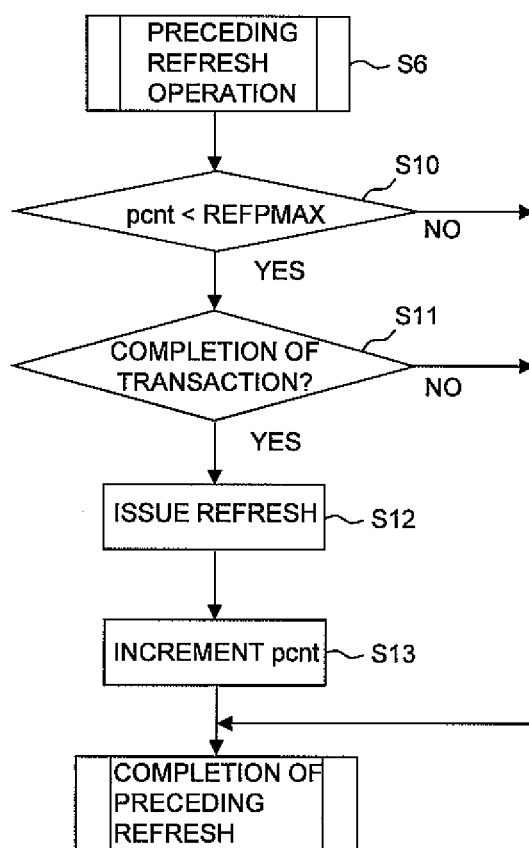 PRECEDING
REFRESH
OPERATION
S6
S10
pcnt < REFPMAX
NO
YES
S11
COMPLETION OF
TRANSACTION?
NO
YES
ISSUE REFRESH
S12
INCREMENT pcnt
S13
COMPLETION OF
PRECEDING
REFRESH